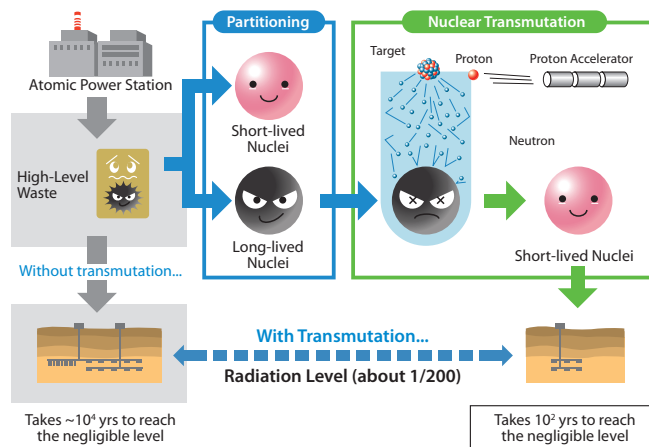 Partitioning
Nuclear Transmutation
Target
Proton
Proton Accelerator
Atomic Power Station
Short-lived
Nuclei
Neutron
High-Level
Waste
Long-lived
Nuclei
Short-lived Nuclei
Without transmutation...
With Transmutation...
Radiation Level (about 1/200)
Takes ~10⁴ yrs to reach
the negligible level
Takes 10² yrs to reach
the negligible level